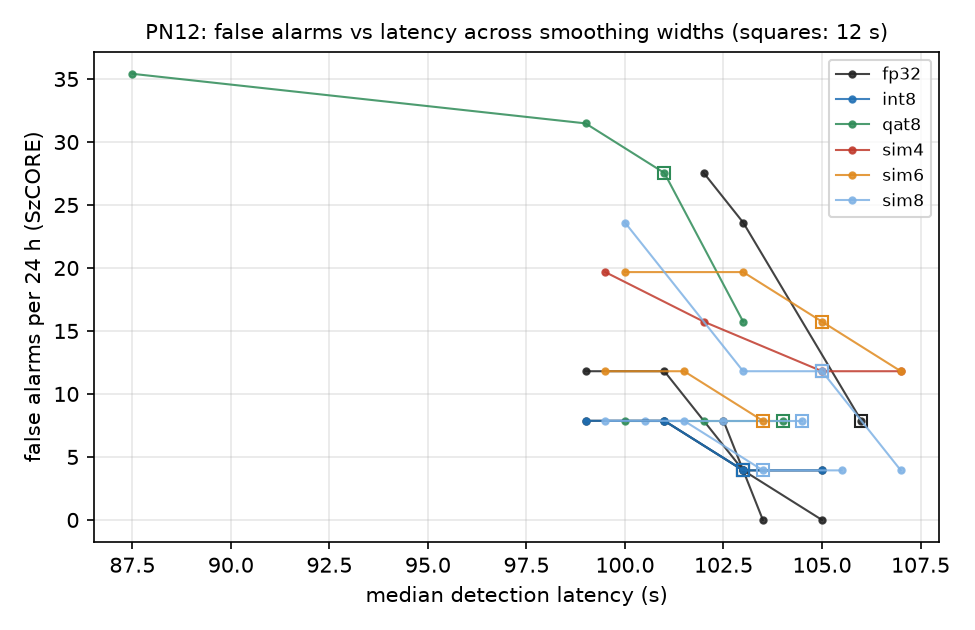 PN12: false alarms vs latency across smoothing widths (squares: 12 s)
false alarms per 24 h (SzCORE)
35
30
25
20
15
10
5
0
fp32
int8
qat8
sim4
sim6
sim8
87.5 90.0 92.5 95.0 97.5 100.0 102.5 105.0 107.5
median detection latency (s)